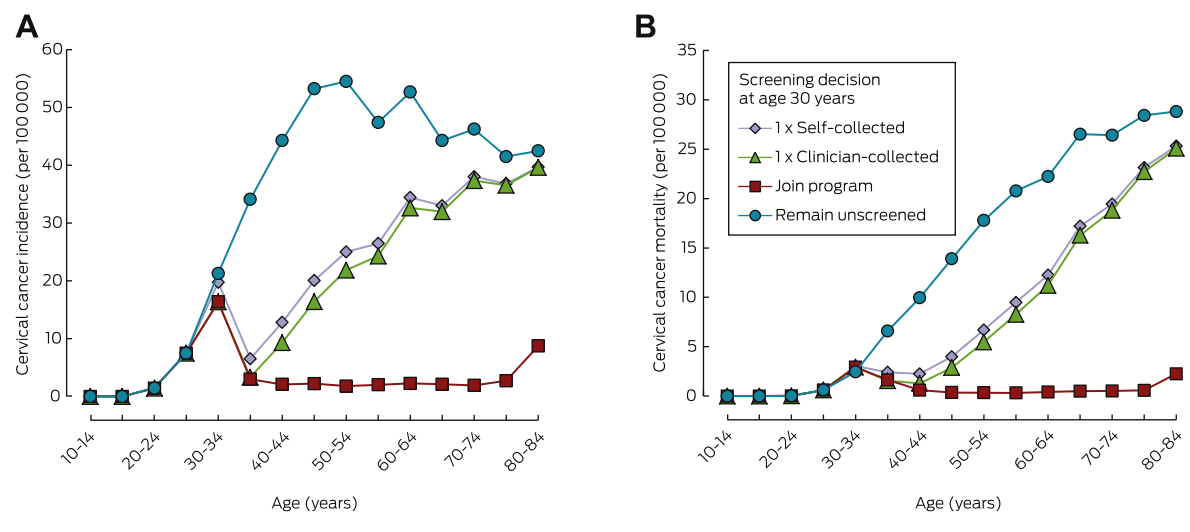 A
Cervical cancer incidence (per 100 000)
60
50
40
30
20
10
0
10-14
20-24
30-34
40-44
50-54
60-64
70-74
80-84
Age (years)
B
Cervical cancer mortality (per 100 000)
35
30
25
20
15
10
5
0
Screening decision
at age 30 years
1 x Self-collected
1 x Clinician-collected
Join program
Remain unscreened
10-14
20-24
30-34
40-44
50-54
60-64
70-74
80-84
Age (years)